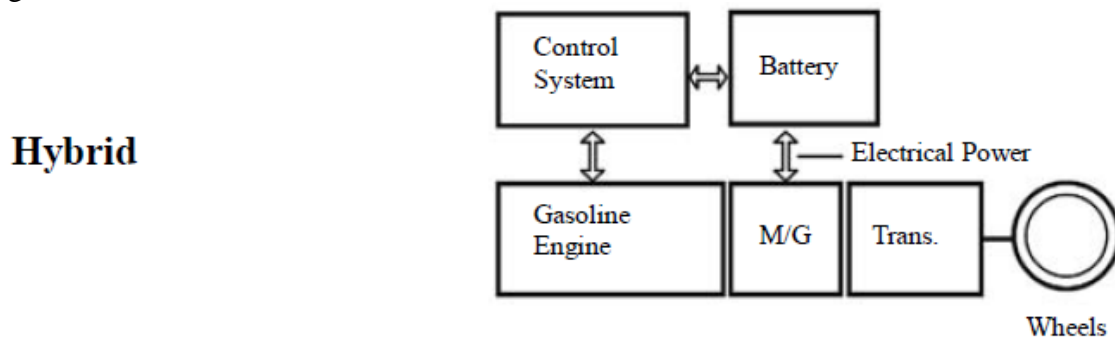 Control
System
Battery
Hybrid
Electrical Power
Gasoline
Engine
M/G
Trans.
Wheels